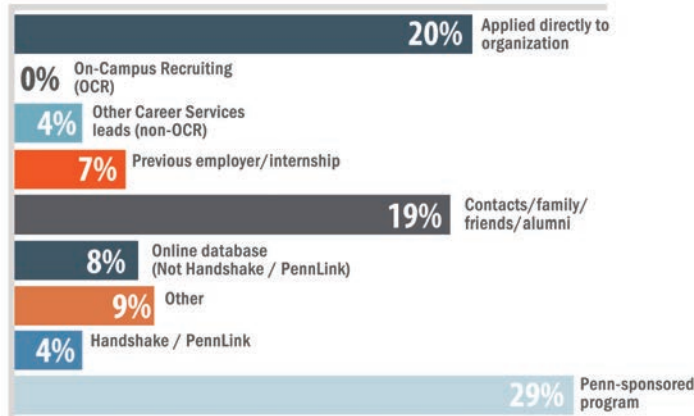 20% Applied directly to
organization
0% On-Campus Recruiting
(OCR)
4% Other Career Services
leads (non-OCR)
7% Previous employer/internship
19% Contacts/family/
friends/alumni
8% Online database
(Not Handshake / PennLink)
9% Other
4% Handshake / PennLink
29% Penn-sponsored
program